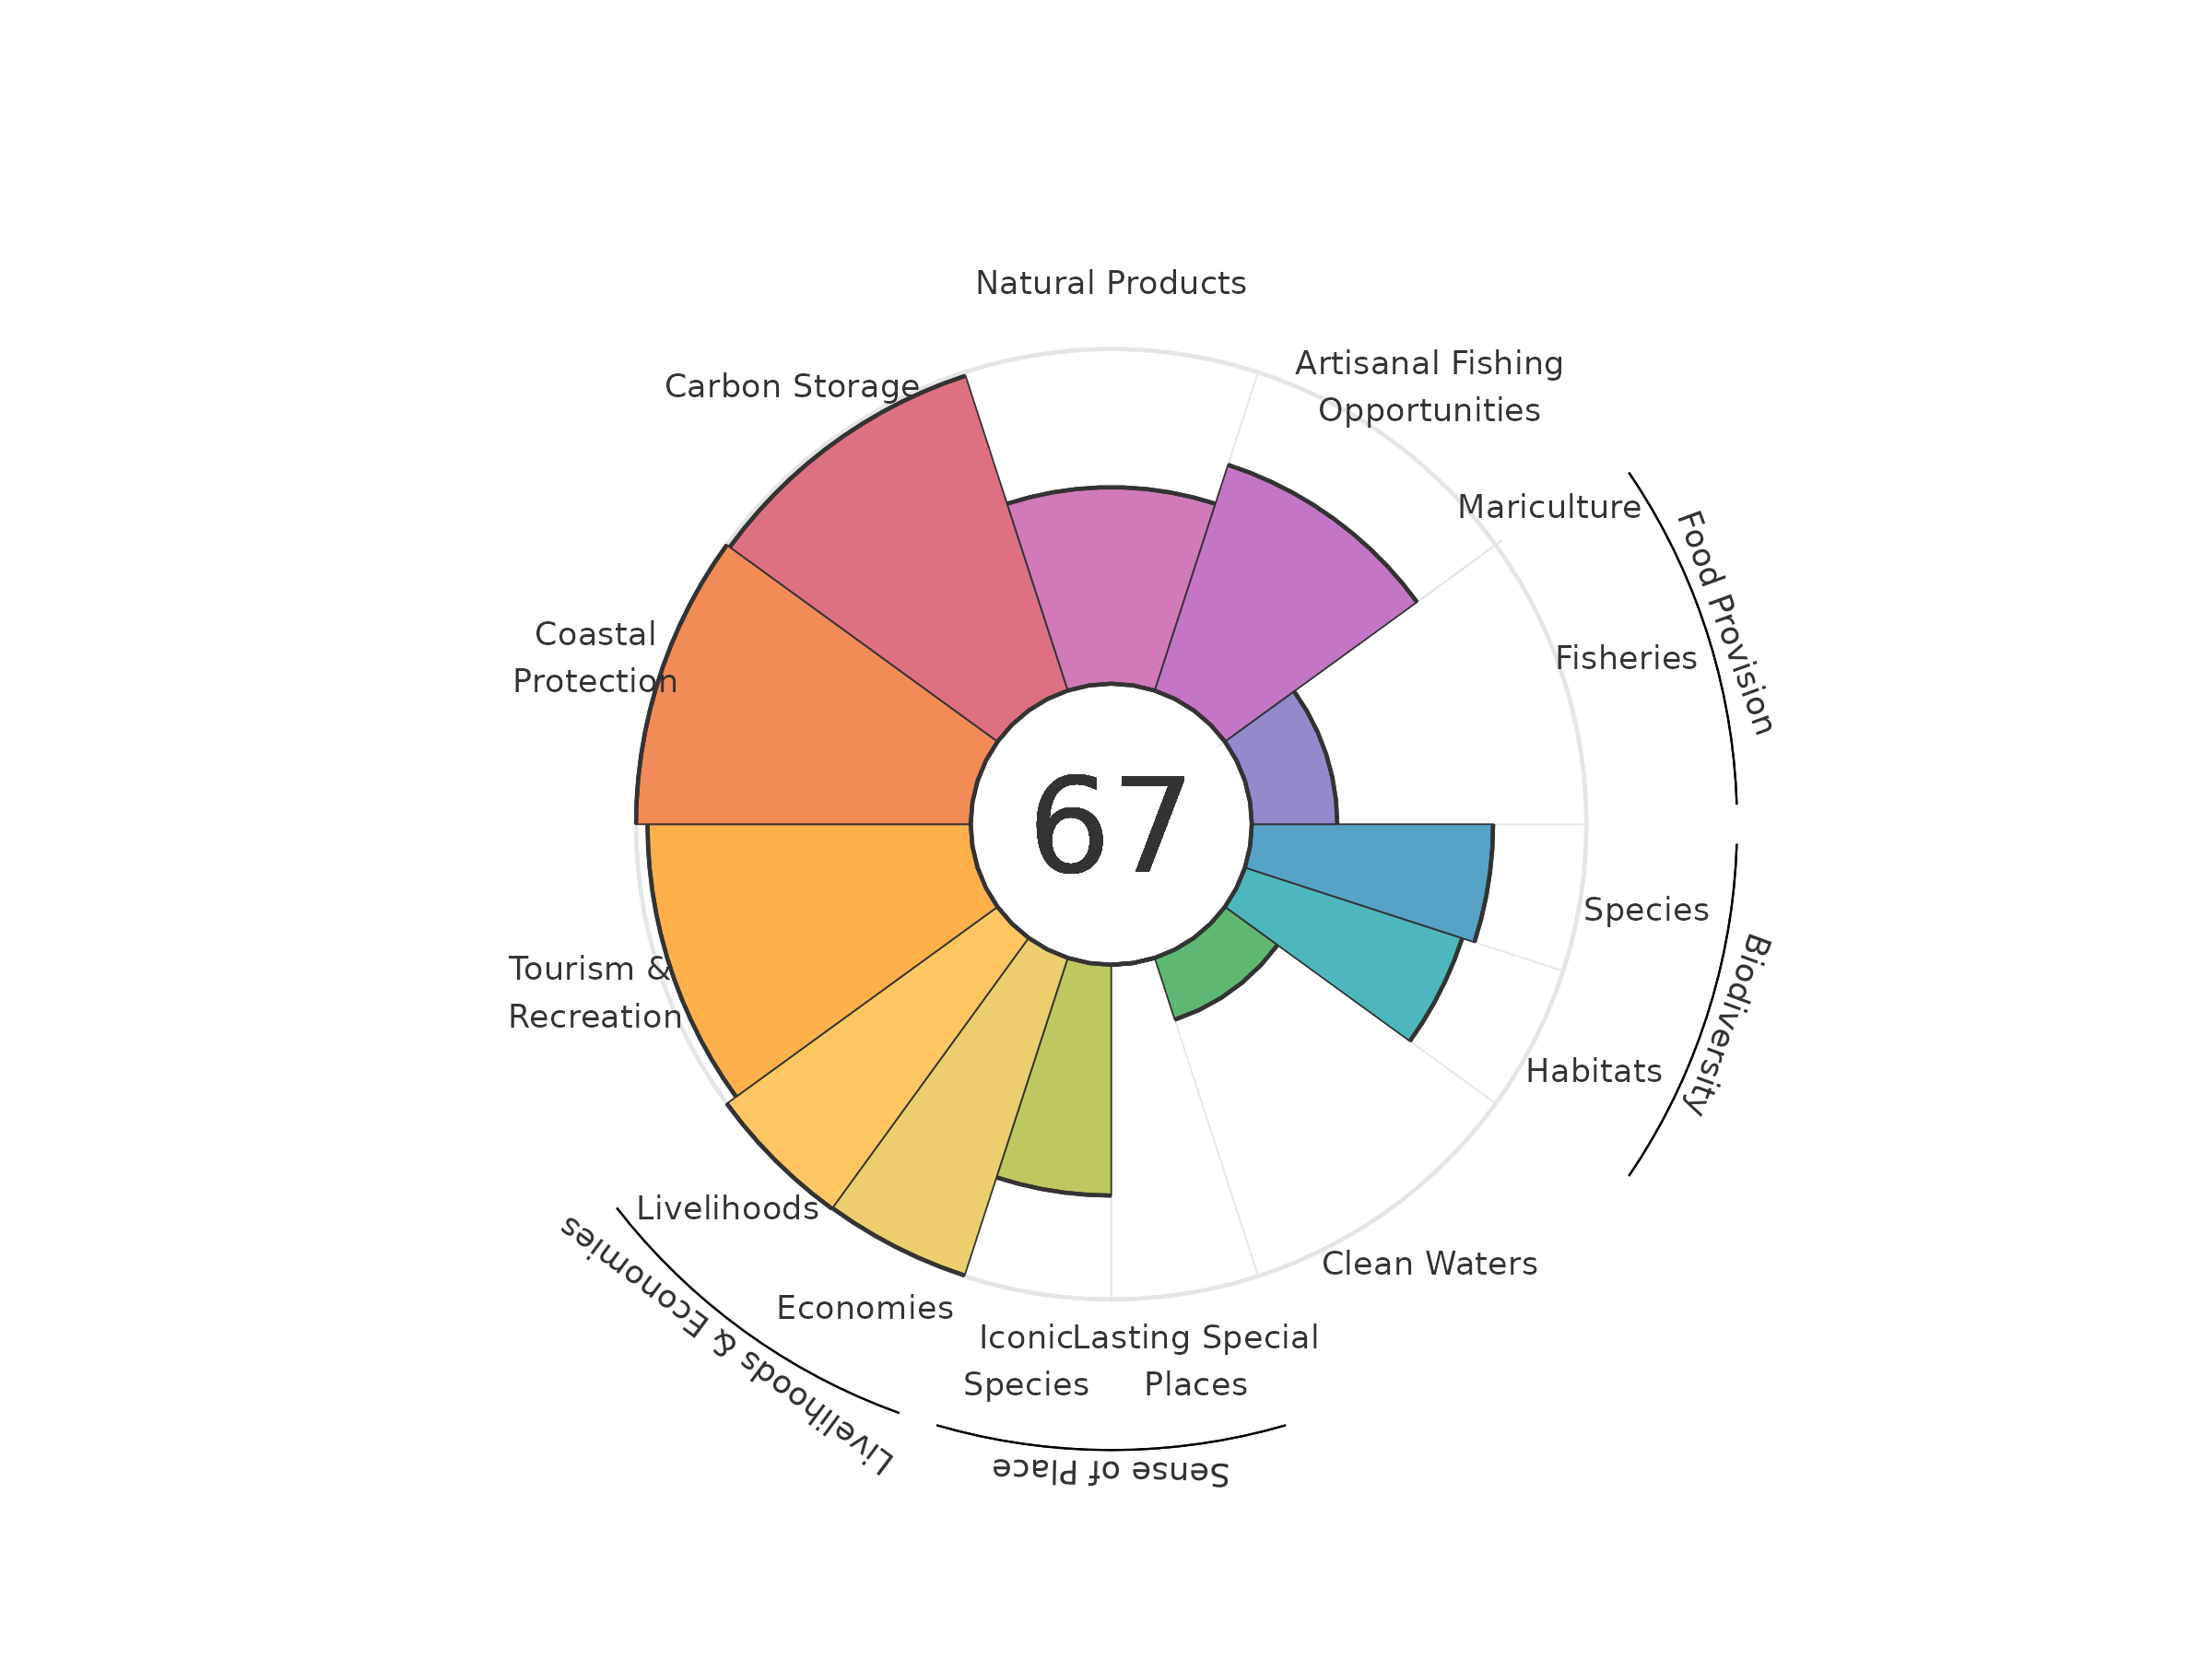 Natural Products
Artisanal Fishing
Opportunities
Carbon Storage
Mariculture
Food Provision
Fisheries
Coastal
Protection
67
Species
Biodiversity
Tourism &
Recreation
Habitats
Livelihoods
Livelihoods & Economies
Clean Waters
Economies
Iconic
Species
Lasting Special
Places
Sense of Place